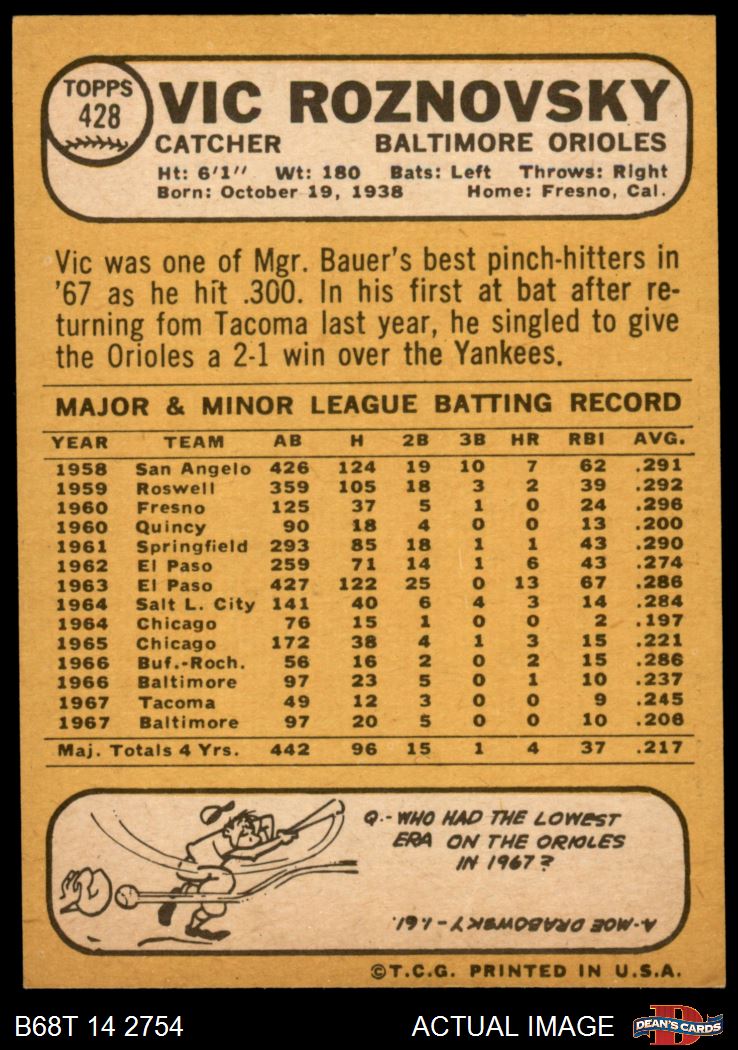 TOPPS
428
VIC ROZNOVSKY
CATCHER BALTIMORE ORIOLES
Ht: 6'1" Wt: 180 Bats: Left Throws: Right
Born: October 19, 1938 Home: Fresno, Cal.
Vic was one of Mgr. Bauer's best pinch-hitters in
'67 as he hit .300. In his first at bat after re-
turning fom Tacoma last year, he singled to give
the Orioles a 2-1 win over the Yankees.
MAJOR & MINOR LEAGUE BATTING RECORD
YEAR TEAM AB H 2B 3B HR RBI AVG.
1958 San Angelo 426 124 19 10 7 62 .291
1959 Roswell 359 105 18 3 2 39 .292
1960 Fresno 125 37 5 1 0 24 .296
1960 Quincy 90 18 4 0 0 13 .200
1961 Springfield 293 85 18 1 1 43 .290
1962 El Paso 259 71 14 1 6 43 .274
1963 El Paso 427 122 25 0 13 67 .286
1964 Salt L. City 141 40 6 4 3 14 .284
1964 Chicago 76 15 1 0 0 2 .197
1965 Chicago 172 38 4 1 3 15 .221
1966 Buf.-Roch. 56 16 2 0 2 15 .286
1966 Baltimore 97 23 5 0 1 10 .237
1967 Tacoma 49 12 3 0 0 9 .245
1967 Baltimore 97 20 5 0 0 10 .206
Maj. Totals 4 Yrs. 442 96 15 1 4 37 .217
Q.- WHO HAD THE LOWEST
ERA ON THE ORIOLES
IN 1967?
A-MOE DRABOWSKY - 1.61.
©T.C.G. PRINTED IN U.S.A.
B68T 14 2754 ACTUAL IMAGE
D
DEAN'S CARDS